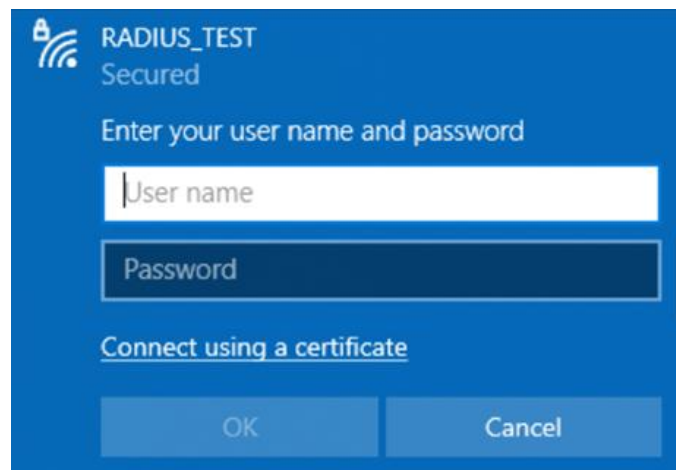 RADIUS_TEST
Secured
Enter your user name and password
User name
Password
Connect using a certificate
OK
Cancel